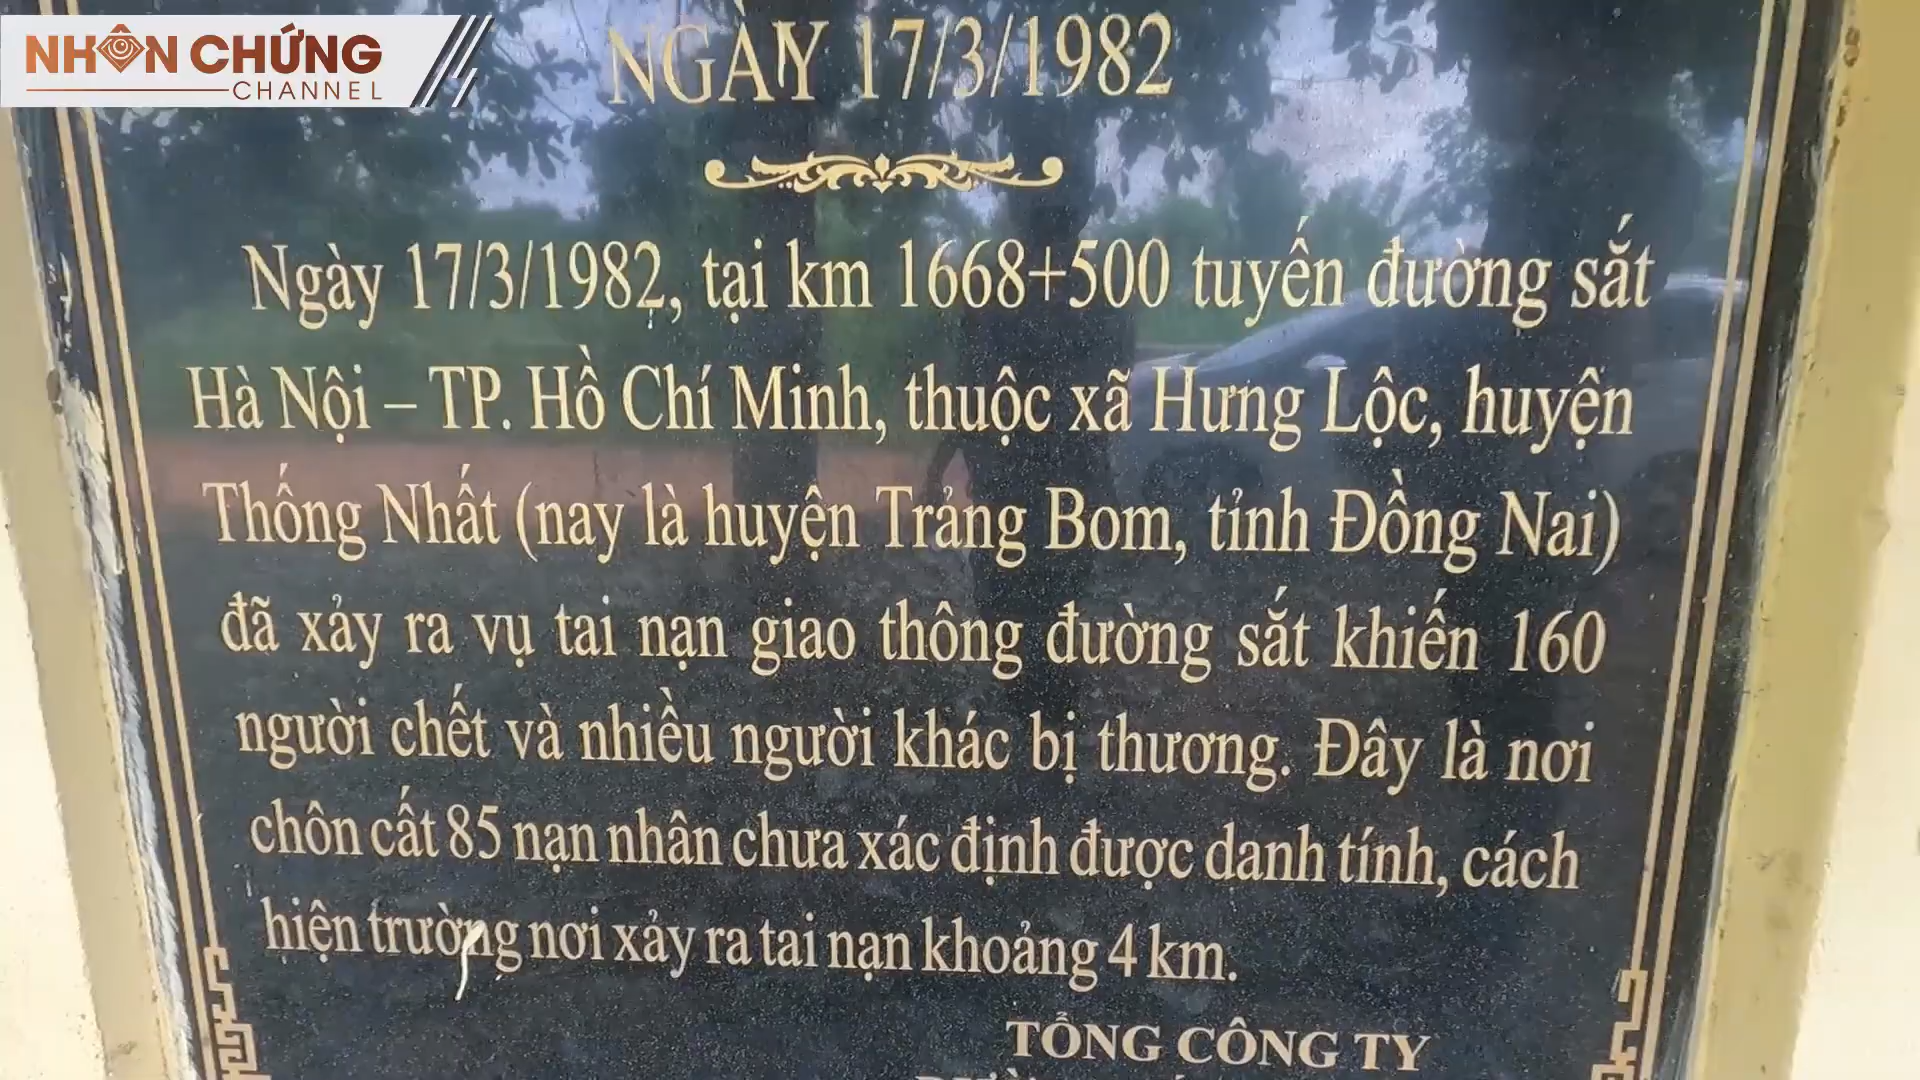 NHÂN CHỨNG
CHANNEL
NGÀY 17/3/1982
Ngày 17/3/1982, tại km 1668+500 tuyến đường sắt
Hà Nội – TP. Hồ Chí Minh, thuộc xã Hưng Lộc, huyện
Thống Nhất (nay là huyện Trảng Bom, tỉnh Đồng Nai)
đã xảy ra vụ tai nạn giao thông đường sắt khiến 160
người chết và nhiều người khác bị thương. Đây là nơi
chôn cất 85 nạn nhân chưa xác định được danh tính, cách
hiện trường nơi xảy ra tai nạn khoảng 4 km.
TỔNG CÔNG TY